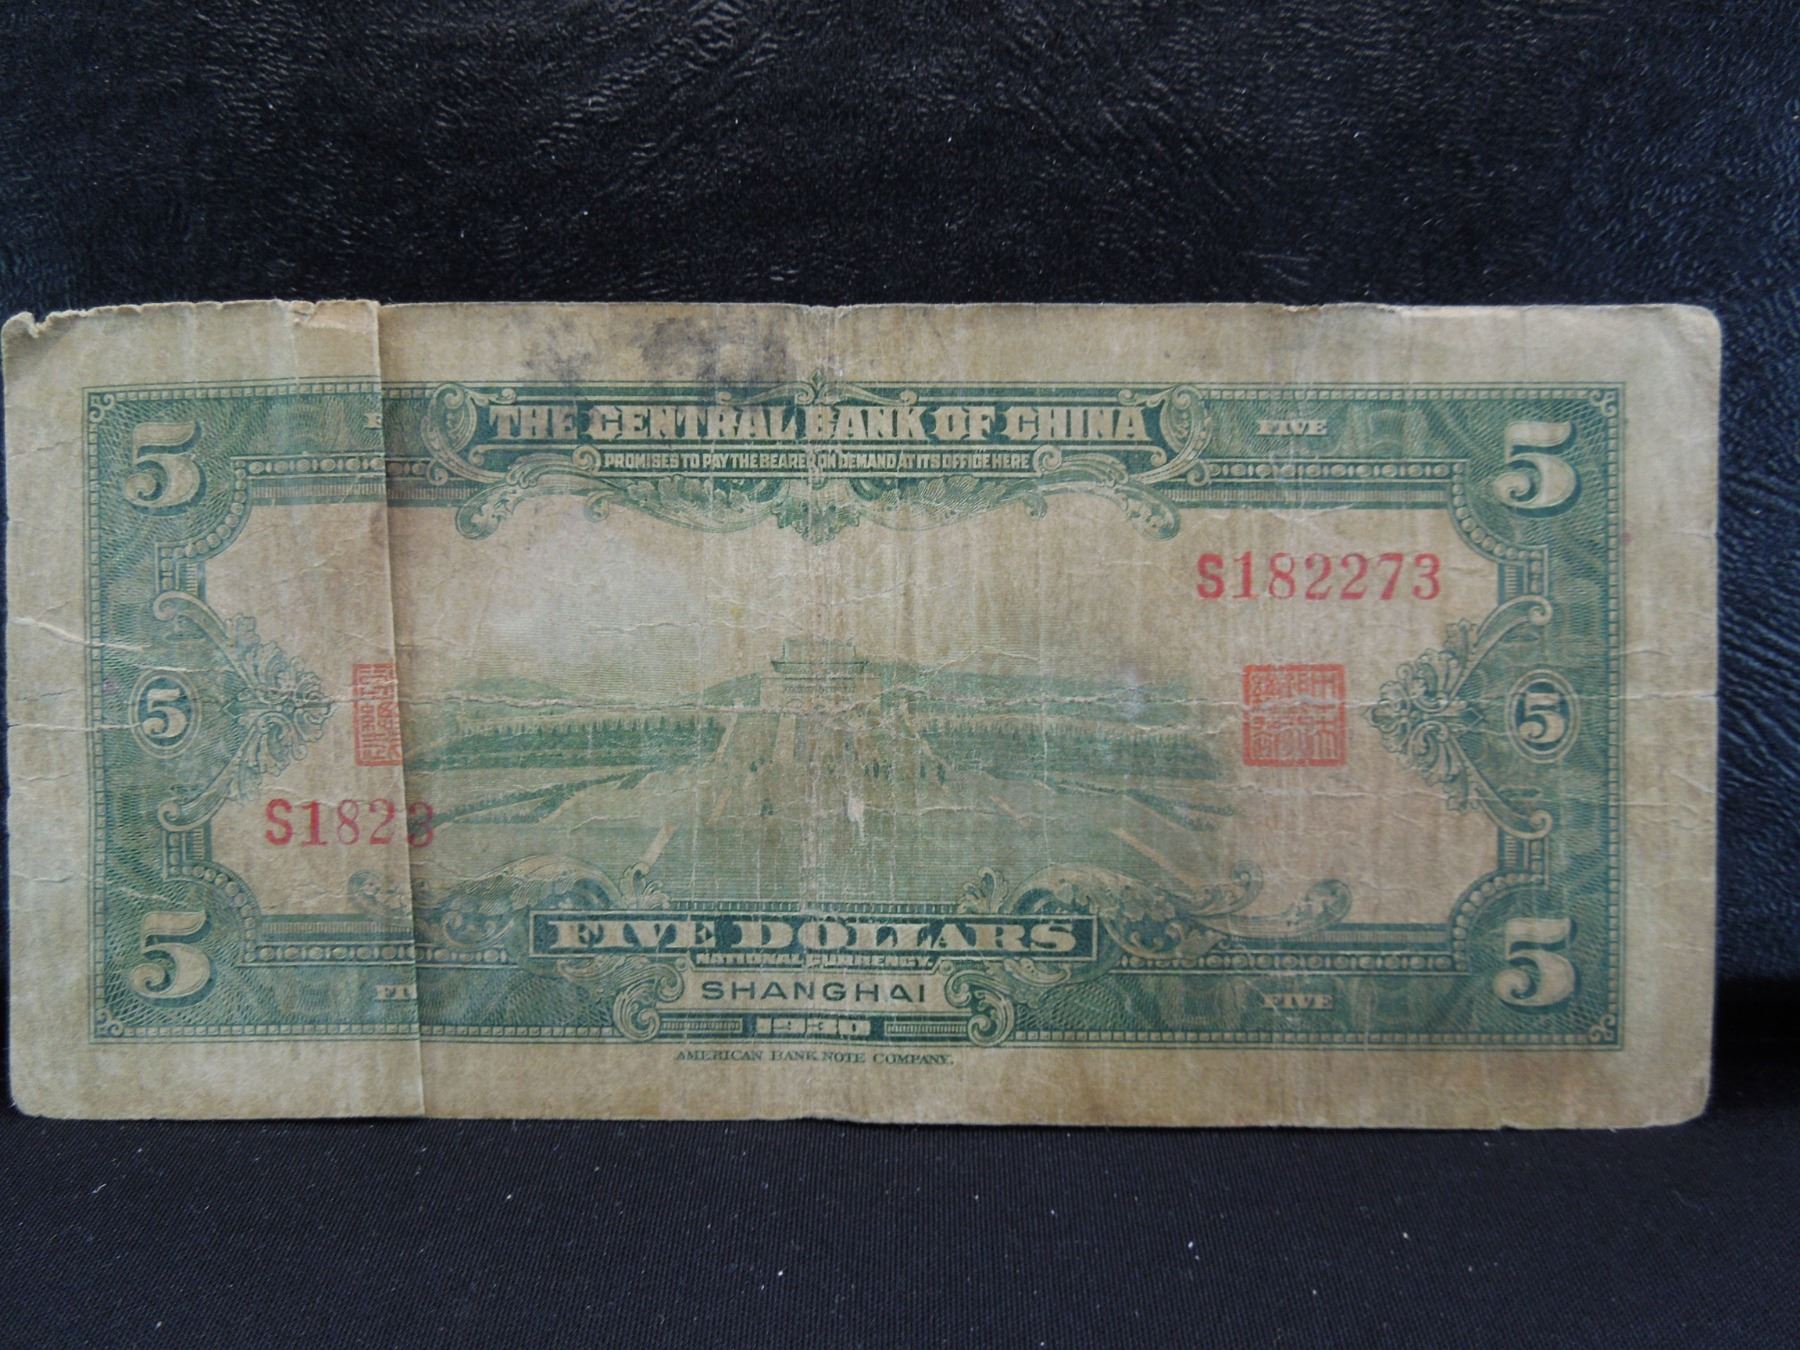 THE CENTRAL BANK OF CHINA
PROMISES TO PAY THE BEARER ON DEMAND AT ITS OFFICE HERE
5
FIVE
5
S182273
5
5
S1823
5
FIVE DOLLARS
NATIONAL CURRENCY.
SHANGHAI
1930
FI
FIVE
5
AMERICAN BANK NOTE COMPANY.